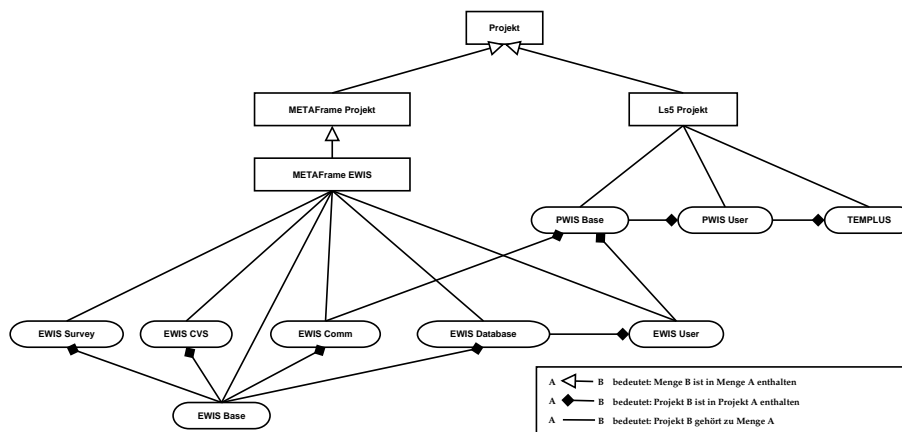 Projekt
METAFrame Projekt
Ls5 Projekt
METAFrame EWIS
PWIS Base
PWIS User
TEMPLUS
EWIS Survey
EWIS CVS
EWIS Comm
EWIS Database
EWIS User
EWIS Base
A B bedeutet: Menge B ist in Menge A enthalten
A B bedeutet: Projekt B ist in Projekt A enthalten
A B bedeutet: Projekt B gehört zu Menge A